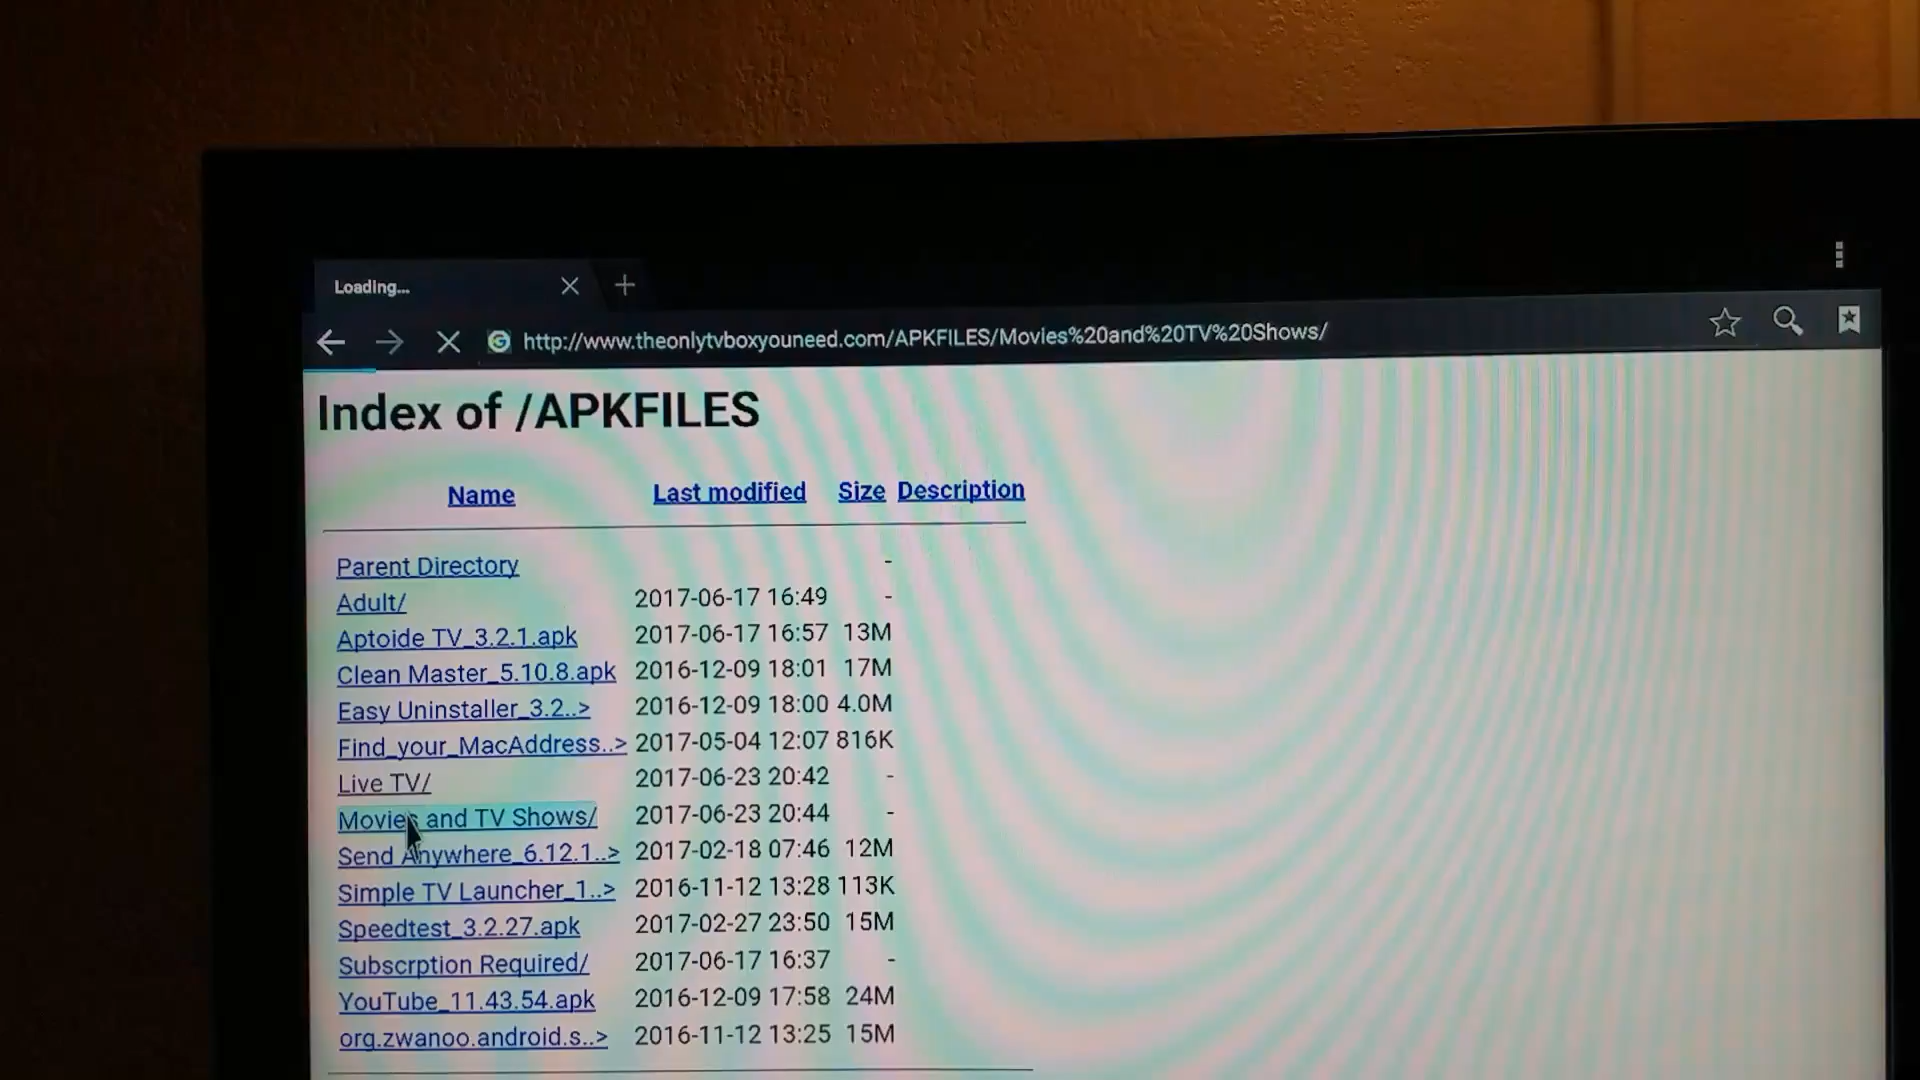 Loading...
http://www.theonlytvboxyouneed.com/APKFILES/Movies%20and%20TV%20Shows/
Index of /APKFILES
Name Last modified Size Description
Parent Directory -
Adult/ 2017-06-17 16:49 -
Aptoide TV_3.2.1.apk 2017-06-17 16:57 13M
Clean Master_5.10.8.apk 2016-12-09 18:01 17M
Easy Uninstaller_3.2..> 2016-12-09 18:00 4.0M
Find_your_MacAddress..> 2017-05-04 12:07 816K
Live TV/ 2017-06-23 20:42 -
Movies and TV Shows/ 2017-06-23 20:44 -
Send Anywhere_6.12.1..> 2017-02-18 07:46 12M
Simple TV Launcher_1..> 2016-11-12 13:28 113K
Speedtest_3.2.27.apk 2017-02-27 23:50 15M
Subscrption Required/ 2017-06-17 16:37 -
YouTube_11.43.54.apk 2016-12-09 17:58 24M
org.zwanoo.android.s..> 2016-11-12 13:25 15M